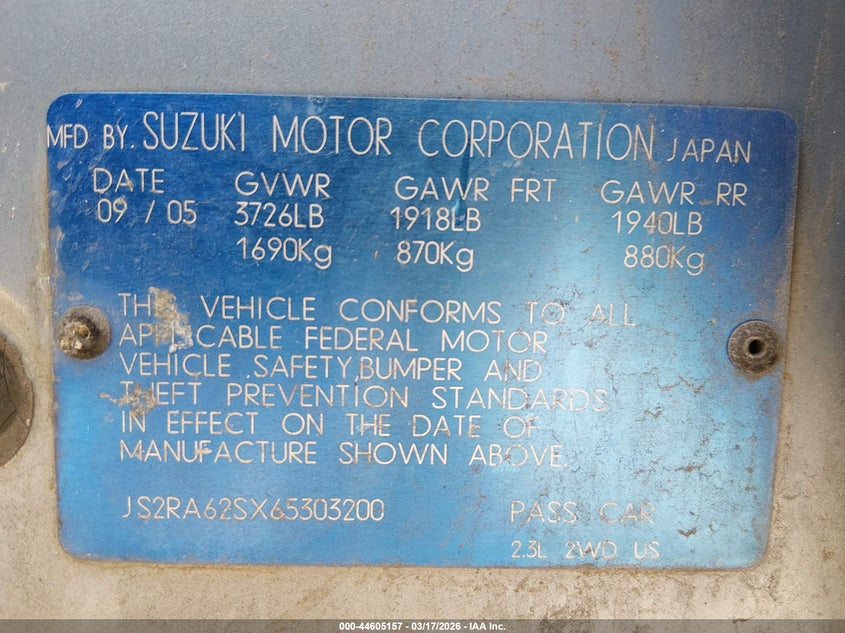 MFD BY. SUZUKI MOTOR CORPORATION JAPAN
DATE GVWR GAWR FRT GAWR RR
09 / 05 3726LB 1918LB 1940LB
1690Kg 870Kg 880Kg
THIS VEHICLE CONFORMS TO ALL
APPLICABLE FEDERAL MOTOR
VEHICLE SAFETY,BUMPER AND
THEFT PREVENTION STANDARDS
IN EFFECT ON THE DATE OF
MANUFACTURE SHOWN ABOVE.
JS2RA62SX65303200 PASS CAR
2.3L 2WD US
000-44605157 - 03/17/2026 - IAA Inc.